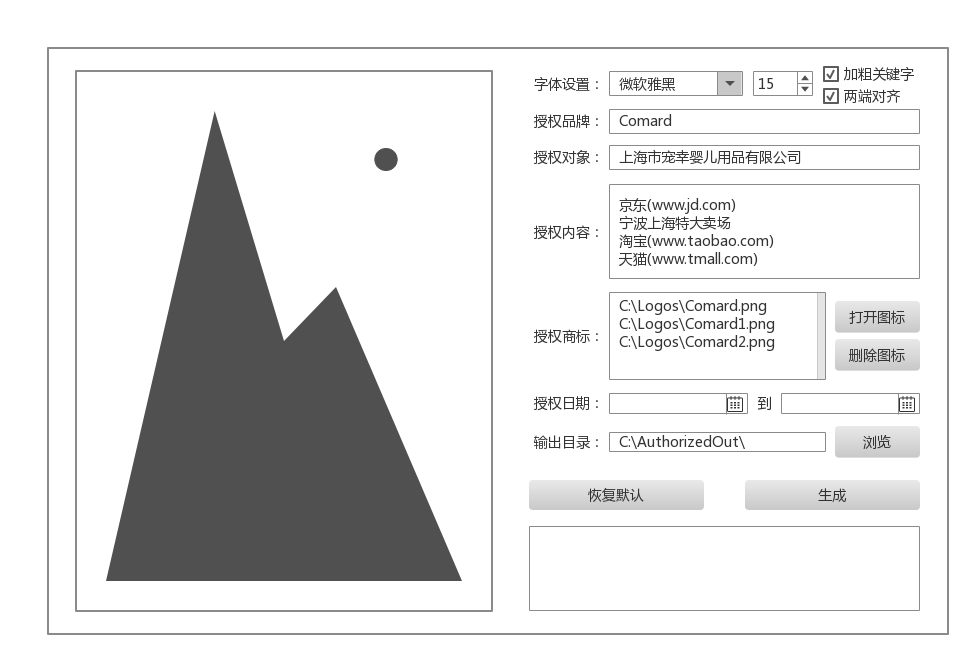 字体设置：
微软雅黑
15
加粗关键字
两端对齐
授权品牌：
Comard
授权对象：
上海市宠幸婴儿用品有限公司
授权内容：
京东(www.jd.com)
宁波上海特大卖场
淘宝(www.taobao.com)
天猫(www.tmall.com)
授权商标：
C:\Logos\Comard.png
C:\Logos\Comard1.png
C:\Logos\Comard2.png
打开图标
删除图标
授权日期：
到
输出目录：
C:\AuthorizedOut\
浏览
恢复默认
生成